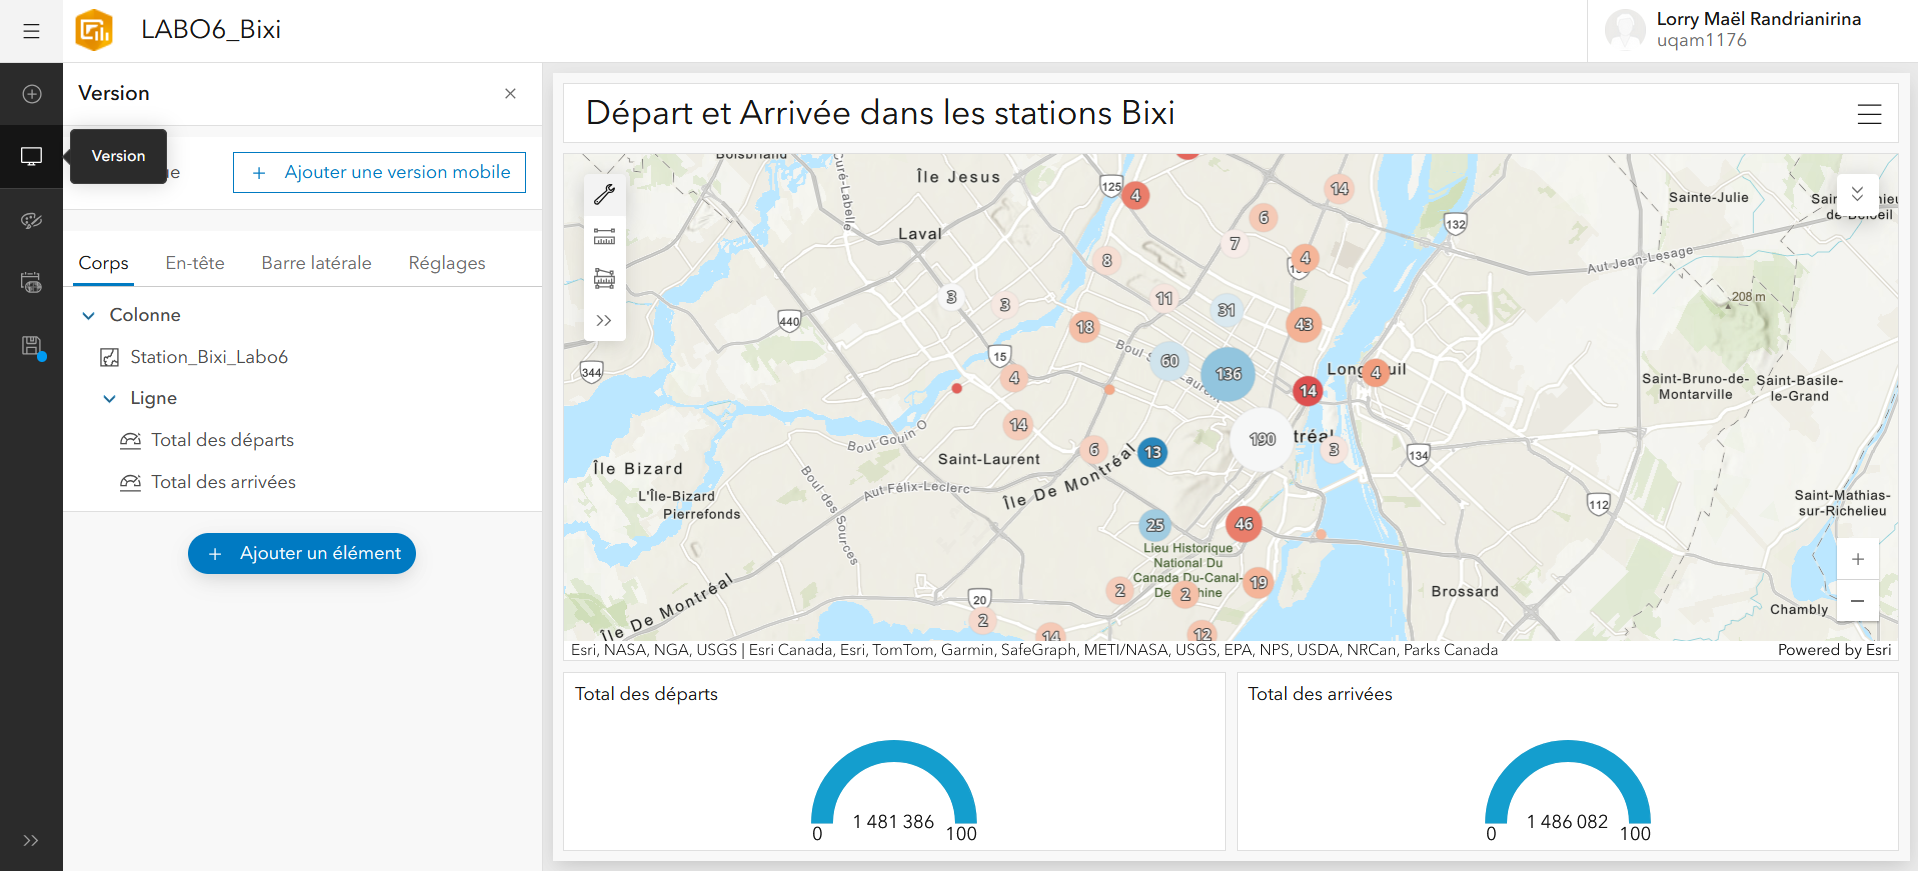 LABO6_Bixi
Lorry Maël Randrianirina
uqam1176
Version
Version
ue
+ Ajouter une version mobile
Corps
En-tête
Barre latérale
Réglages
Colonne
Station_Bixi_Labo6
Ligne
Total des départs
Total des arrivées
+ Ajouter un élément
Départ et Arrivée dans les stations Bixi
Boisbriand
Curé-Labelle
Île Jesus
125
4
14
Sainte-Julie
6
132
Laval
7
Aut Jean-Lesage
8
4
3
3
11
31
208 m
440
18
43
15
Boul
60
136
344
4
14
4
Saint-Bruno-de-
Montarville
Saint-Basile-
le-Grand
14
Boul Gouin O
190
tréal
6
13
3
134
Saint-Laurent
Île Bizard
L'Île-Bizard
Pierrefonds
Boul des Sources
Aut Félix-Leclerc
Île De Montréal
112
Saint-Mathias-
sur-Richelieu
25
46
Lieu Historique
National Du
Canada Du-Canal-
19
2
2
Brossard
Chambly
20
2
Île De Montréal
14
12
+
−
Esri, NASA, NGA, USGS | Esri Canada, Esri, TomTom, Garmin, SafeGraph, METI/NASA, USGS, EPA, NPS, USDA, NRCan, Parks Canada
Powered by Esri
Total des départs
1 481 386
0
100
Total des arrivées
1 486 082
0
100